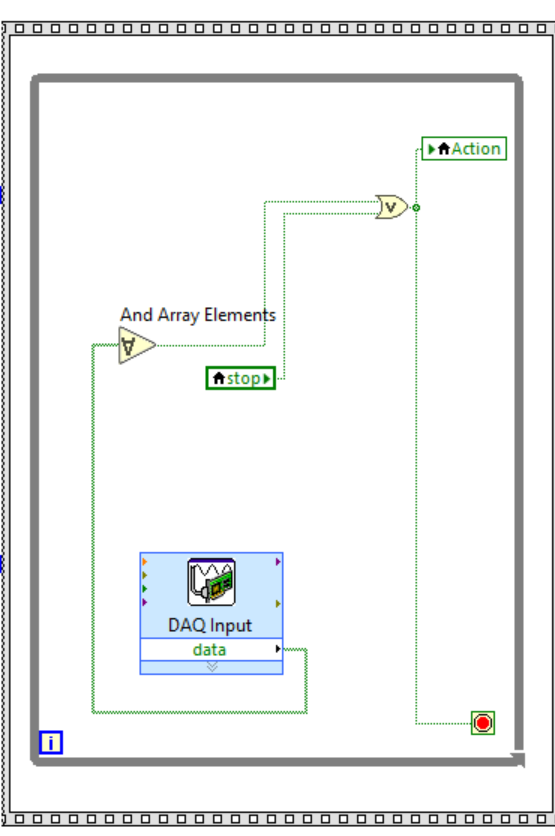 Action
V
And Array Elements
∀
stop
DAQ Input
data
i